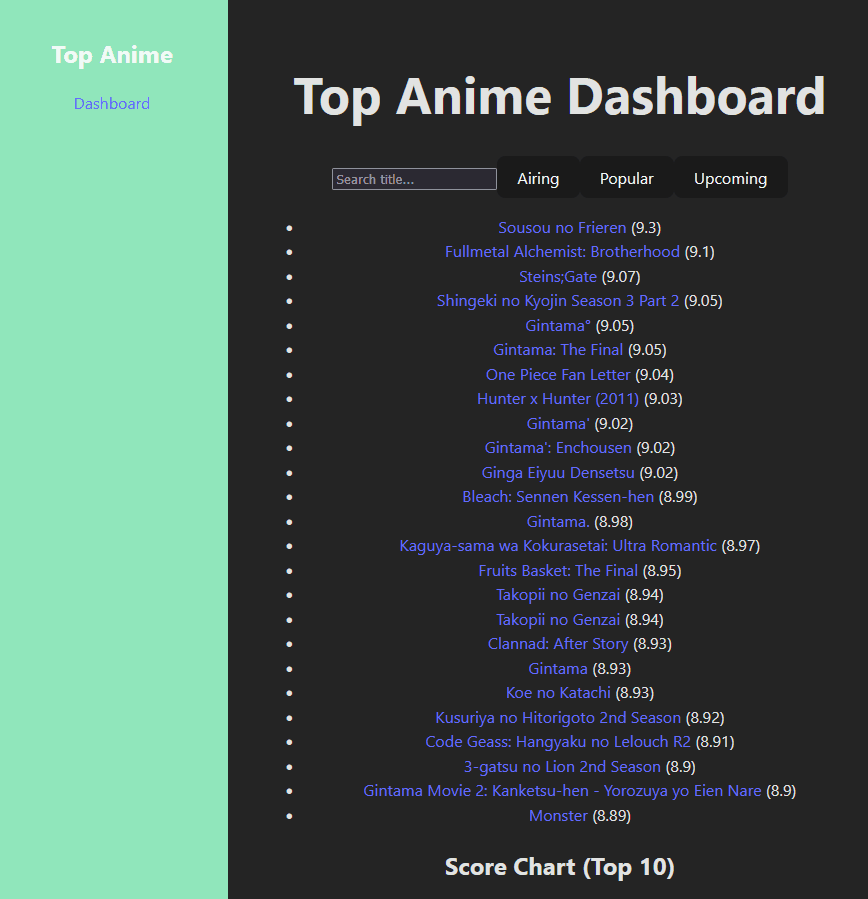 Top Anime
Dashboard
Top Anime Dashboard
Search title...
Airing
Popular
Upcoming
Sousou no Frieren (9.3)
Fullmetal Alchemist: Brotherhood (9.1)
Steins;Gate (9.07)
Shingeki no Kyojin Season 3 Part 2 (9.05)
Gintama° (9.05)
Gintama: The Final (9.05)
One Piece Fan Letter (9.04)
Hunter x Hunter (2011) (9.03)
Gintama' (9.02)
Gintama': Enchousen (9.02)
Ginga Eiyuu Densetsu (9.02)
Bleach: Sennen Kessen-hen (8.99)
Gintama. (8.98)
Kaguya-sama wa Kokurasetai: Ultra Romantic (8.97)
Fruits Basket: The Final (8.95)
Takopii no Genzai (8.94)
Takopii no Genzai (8.94)
Clannad: After Story (8.93)
Gintama (8.93)
Koe no Katachi (8.93)
Kusuriya no Hitorigoto 2nd Season (8.92)
Code Geass: Hangyaku no Lelouch R2 (8.91)
3-gatsu no Lion 2nd Season (8.9)
Gintama Movie 2: Kanketsu-hen - Yorozuya yo Eien Nare (8.9)
Monster (8.89)
Score Chart (Top 10)